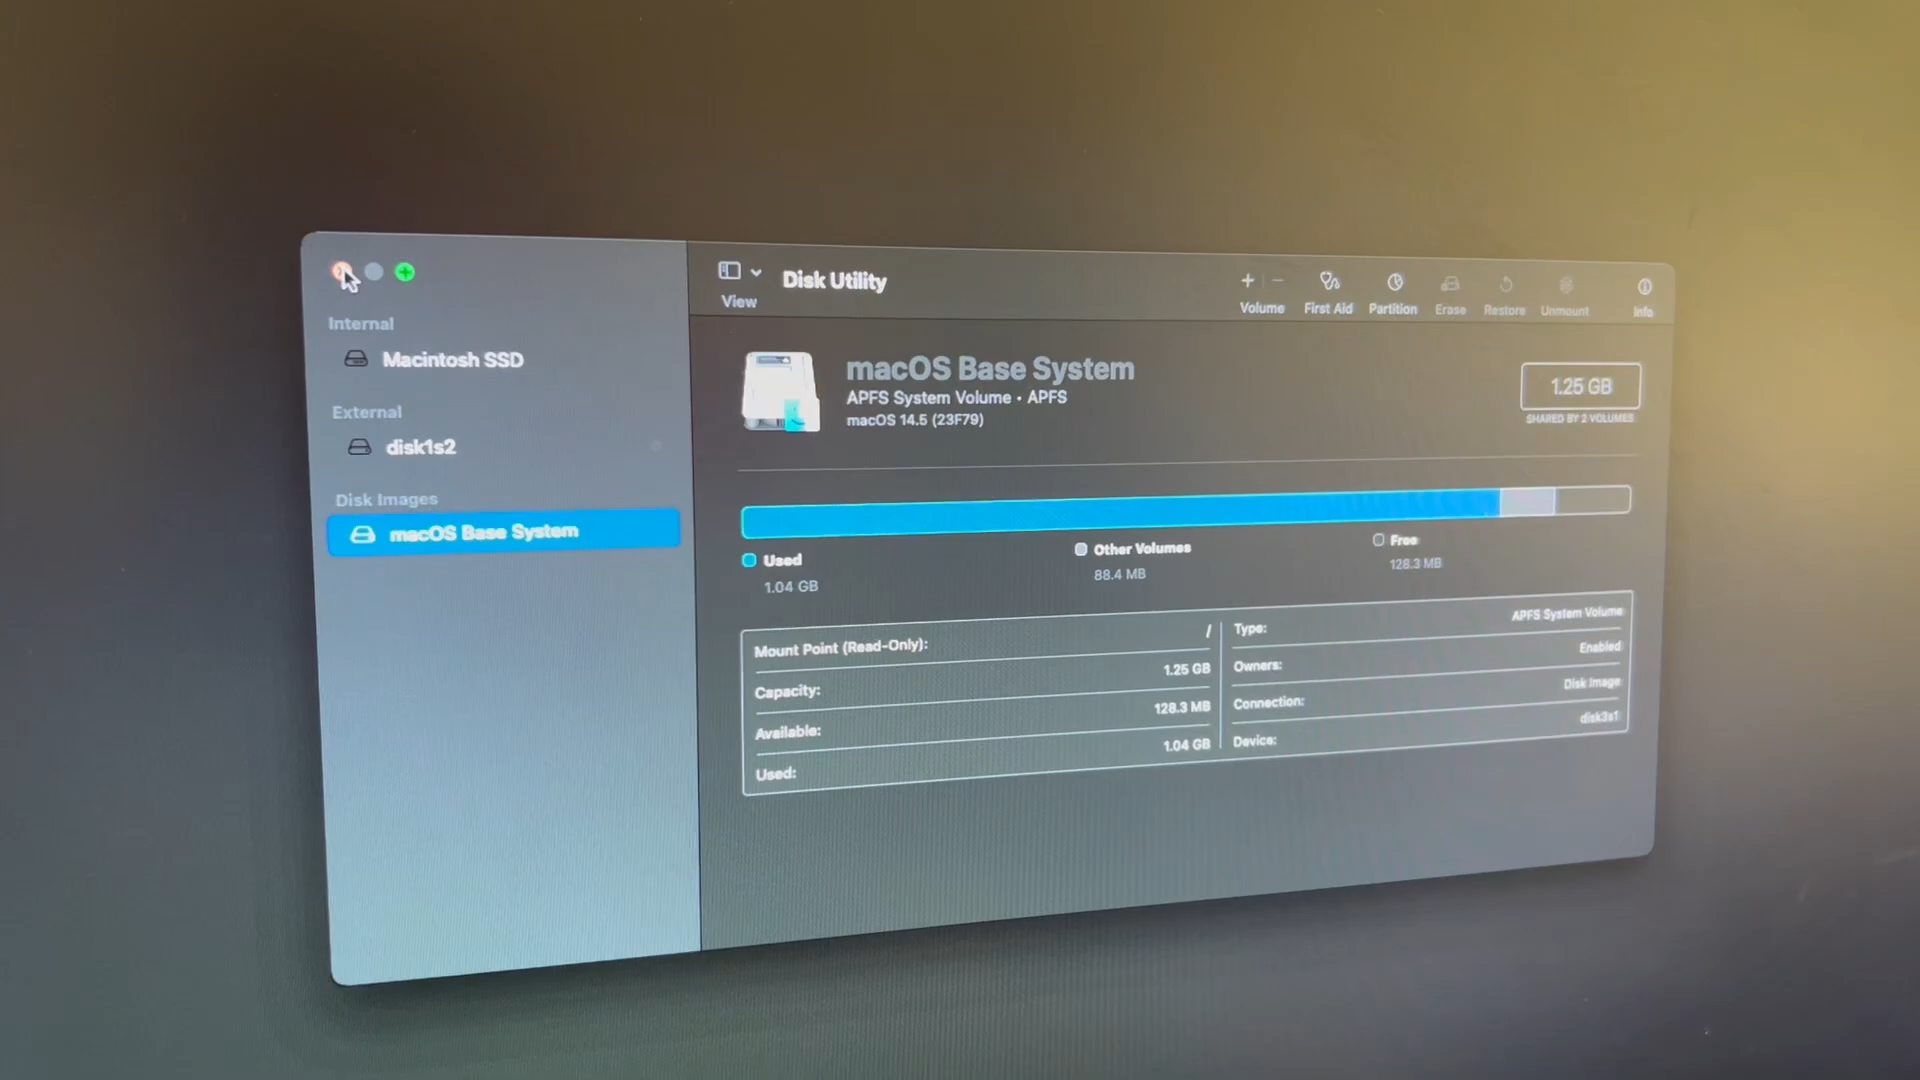 Internal
Macintosh SSD
External
disk1s2
Disk Images
macOS Base System
View
Disk Utility
Volume
First Aid
Partition
Erase
Restore
Unmount
Info
macOS Base System
APFS System Volume • APFS
macOS 14.5 (23F79)
1.25 GB
SHARED BY 2 VOLUMES
Used
1.04 GB
Other Volumes
88.4 MB
Free
128.3 MB
Mount Point (Read-Only): /
Capacity: 1.25 GB
Available: 128.3 MB
Used: 1.04 GB
Type: APFS System Volume
Owners: Enabled
Connection: Disk Image
Device: disk3s1